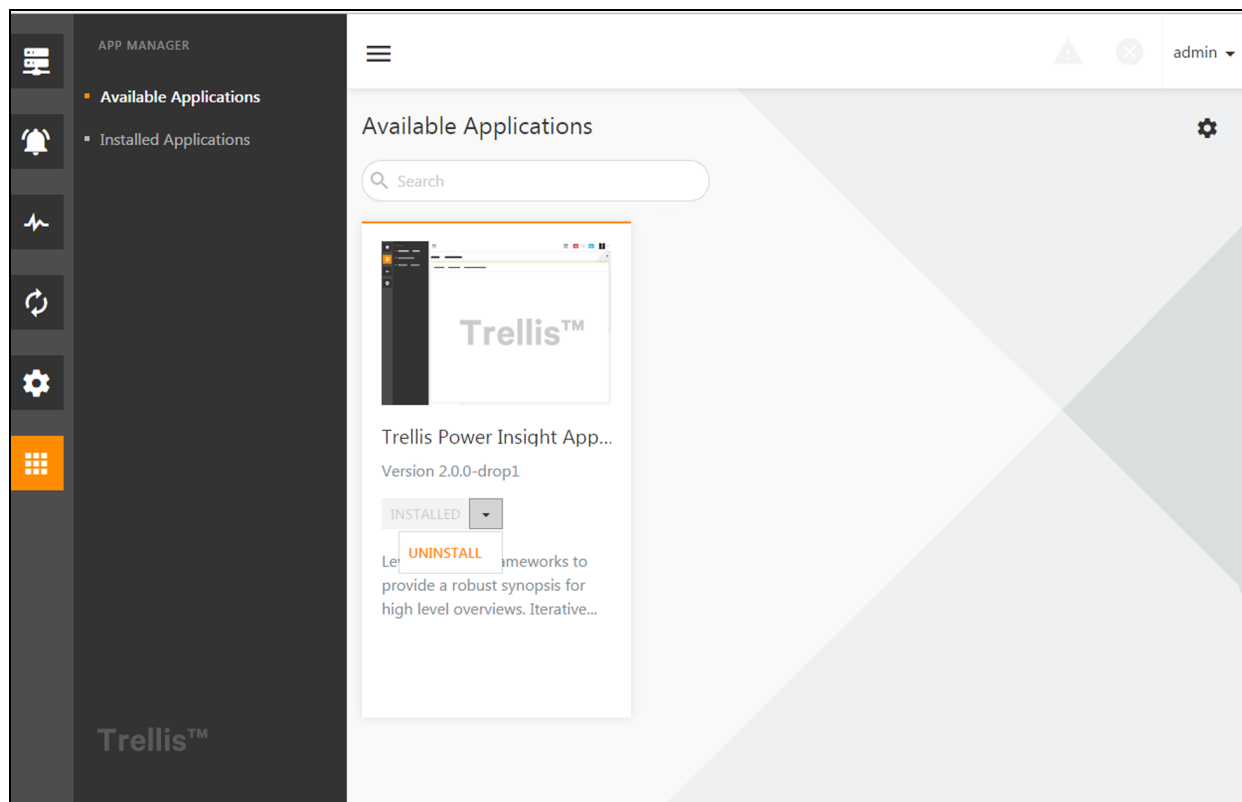 APP MANAGER
Available Applications
Installed Applications
Trellis™
admin
Available Applications
Search
Trellis™
Trellis Power Insight App...
Version 2.0.0-drop1
INSTALLED
UNINSTALL
Le ameworks to
provide a robust synopsis for
high level overviews. Iterative...